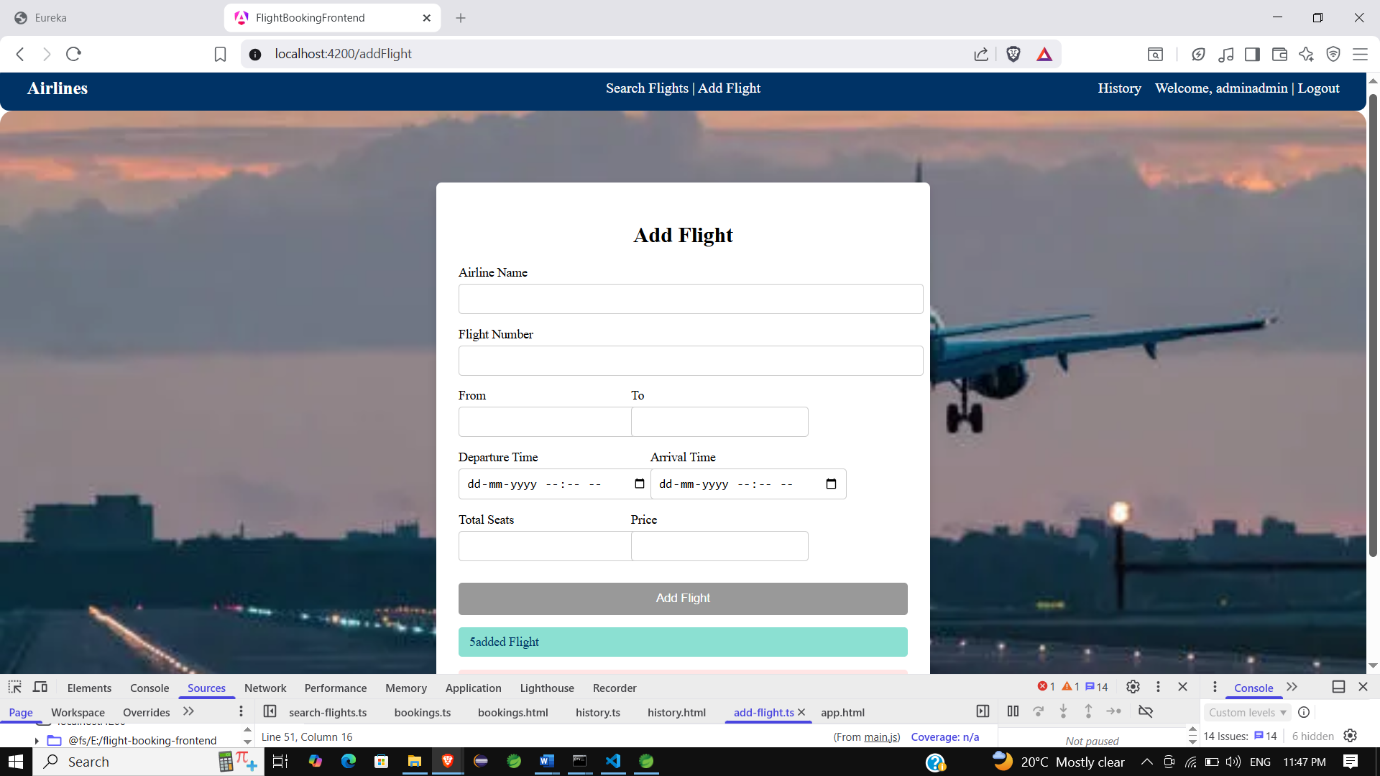 Eureka
FlightBookingFrontend
localhost:4200/addFlight
Airlines
Search Flights | Add Flight
History Welcome, adminadmin | Logout
Add Flight
Airline Name
Flight Number
From To
Departure Time Arrival Time
dd-mm-yyyy --:-- -- dd-mm-yyyy --:-- --
Total Seats Price
Add Flight
5added Flight
Elements Console Sources Network Performance Memory Application Lighthouse Recorder 1 1 14 Console
Page Workspace Overrides search-flights.ts bookings.ts bookings.html history.ts history.html add-flight.ts app.html Custom levels
@fs/E:/flight-booking-frontend Line 51, Column 16 (From main.js) Coverage: n/a Not paused 14 Issues: 14 6 hidden
Search 20°C Mostly clear ENG 11:47 PM